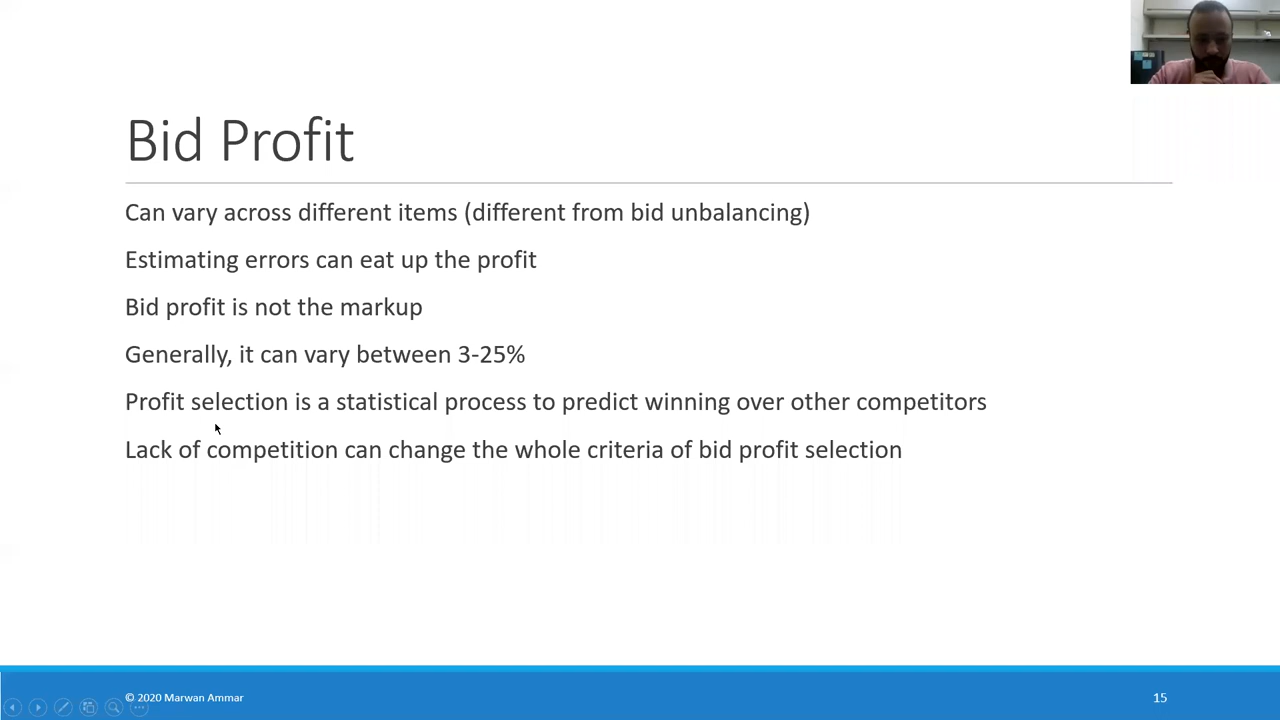 Bid Profit
Can vary across different items (different from bid unbalancing)
Estimating errors can eat up the profit
Bid profit is not the markup
Generally, it can vary between 3-25%
Profit selection is a statistical process to predict winning over other competitors
Lack of competition can change the whole criteria of bid profit selection
© 2020 Marwan Ammar
15